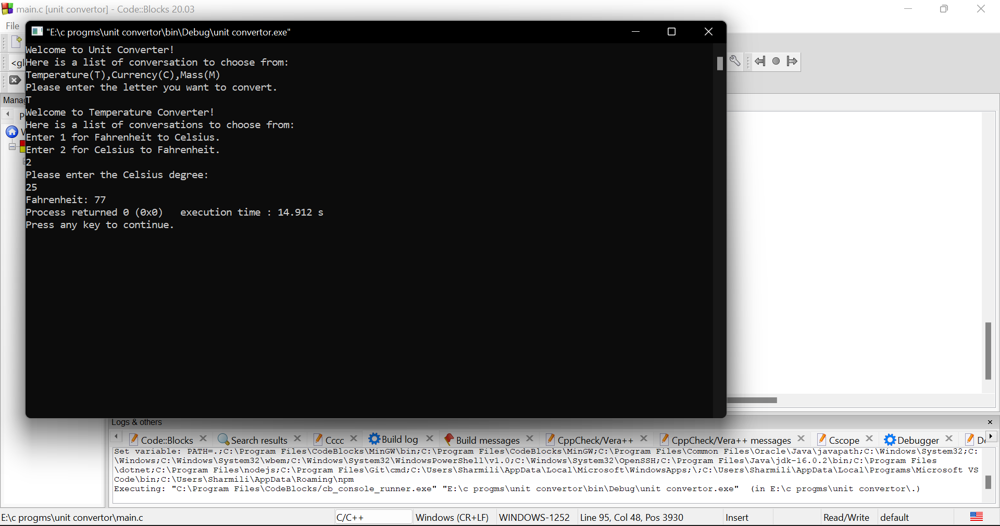 main.c [unit convertor] - Code::Blocks 20.03
File
"E:\c progms\unit convertor\bin\Debug\unit convertor.exe"
Welcome to Unit Converter!
Here is a list of conversation to choose from:
Temperature(T),Currency(C),Mass(M)
Please enter the letter you want to convert.
T
Welcome to Temperature Converter!
Here is a list of conversations to choose from:
Enter 1 for Fahrenheit to Celsius.
Enter 2 for Celsius to Fahrenheit.
2
Please enter the Celsius degree:
25
Fahrenheit: 77
Process returned 0 (0x0)   execution time : 14.912 s
Press any key to continue.
<gl
Manag
P
Logs & others
Code::Blocks Search results Cccc Build log Build messages CppCheck/Vera++ CppCheck/Vera++ messages Cscope Debugger D
Set variable: PATH=.;C:\Program Files\CodeBlocks\MinGW\bin;C:\Program Files\CodeBlocks\MinGW;C:\Program Files\Common Files\Oracle\Java\javapath;C:\Windows\System32;C:
\Windows;C:\Windows\System32\wbem;C:\Windows\System32\WindowsPowerShell\v1.0;C:\Windows\System32\OpenSSH;C:\Program Files\Java\jdk-16.0.2\bin;C:\Program Files
\dotnet;C:\Program Files\nodejs;C:\Program Files\Git\cmd;C:\Users\Sharmili\AppData\Local\Microsoft\WindowsApps;\;C:\Users\Sharmili\AppData\Local\Programs\Microsoft VS
Code\bin;C:\Users\Sharmili\AppData\Roaming\npm
Executing: "C:\Program Files\CodeBlocks/cb_console_runner.exe" "E:\c progms\unit convertor\bin\Debug\unit convertor.exe"  (in E:\c progms\unit convertor\.)
E:\c progms\unit convertor\main.c C/C++ Windows (CR+LF) WINDOWS-1252 Line 95, Col 48, Pos 3930 Insert Read/Write default